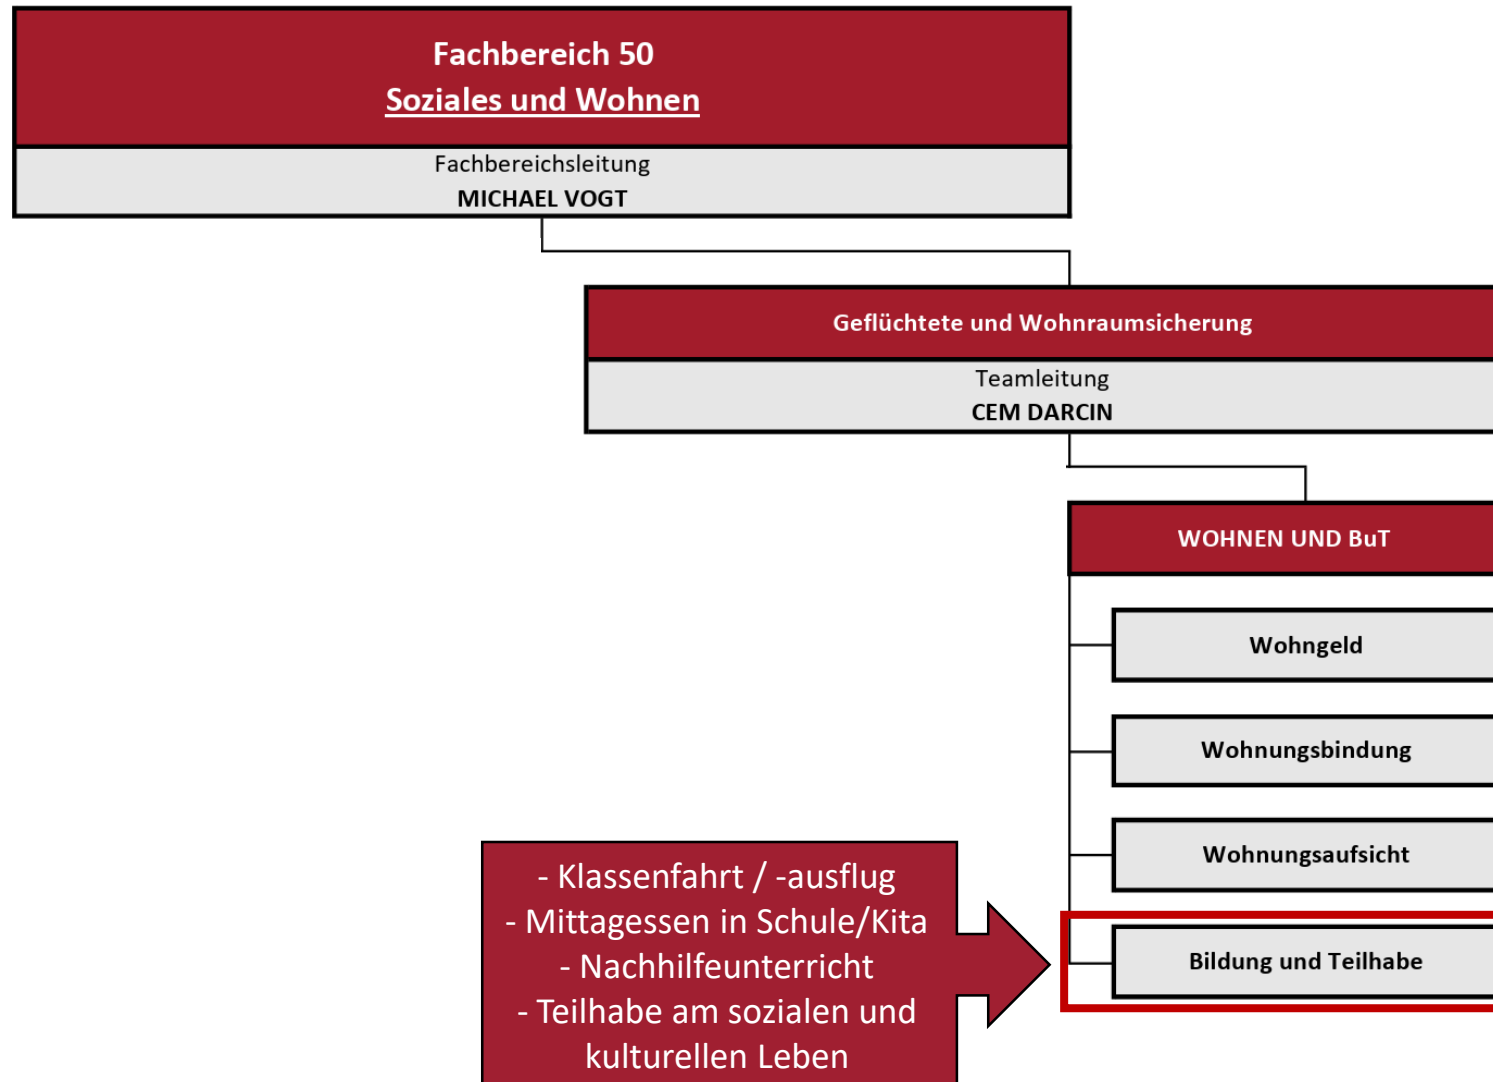 Fachbereich 50
Soziales und Wohnen
Fachbereichsleitung
MICHAEL VOGT
Geflüchtete und Wohnraumsicherung
Teamleitung
CEM DARCIN
WOHNEN UND BuT
Wohngeld
Wohnungsbindung
Wohnungsaufsicht
Bildung und Teilhabe
- Klassenfahrt / -ausflug
- Mittagessen in Schule/Kita
- Nachhilfeunterricht
- Teilhabe am sozialen und
kulturellen Leben